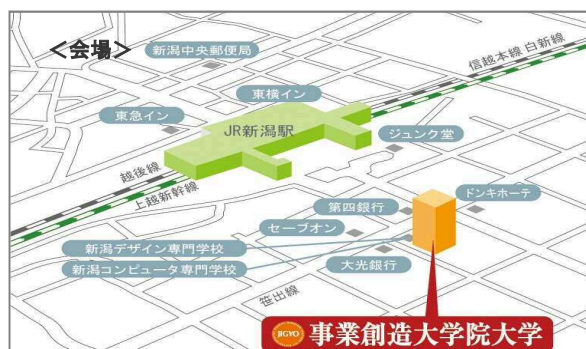 ＜会場＞
新潟中央郵便局
信越本線 白新線
東横イン
東急イン
JR新潟駅
ジュンク堂
越後線
上越新幹線
第四銀行
ドンキホーテ
セーブオン
新潟デザイン専門学校
新潟コンピュータ専門学校
大光銀行
笹出線
JIGYO 事業創造大学院大学